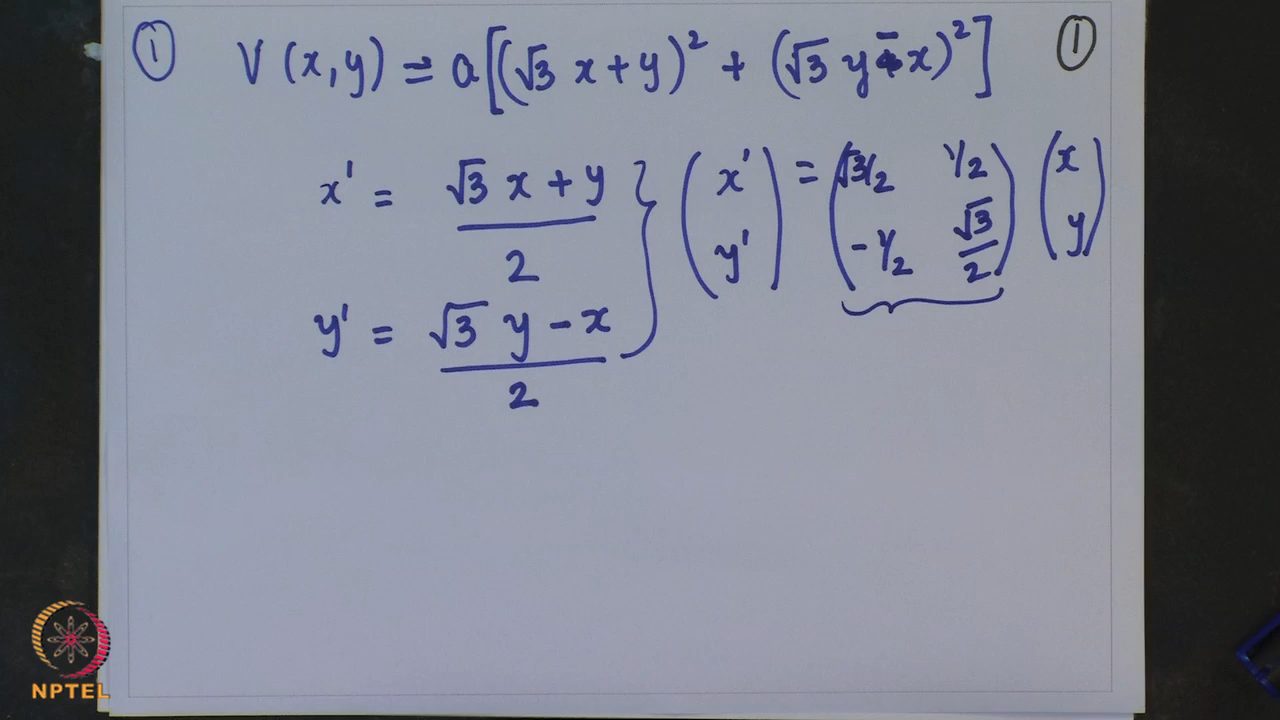 ① V (x,y) = a[(√3 x + y)² + (√3 y - x)²] ①
x' = (√3 x + y)/2
y' = (√3 y - x)/2
(x' y') = (√3/2 1/2 -1/2 √3/2) (x y)
NPTEL